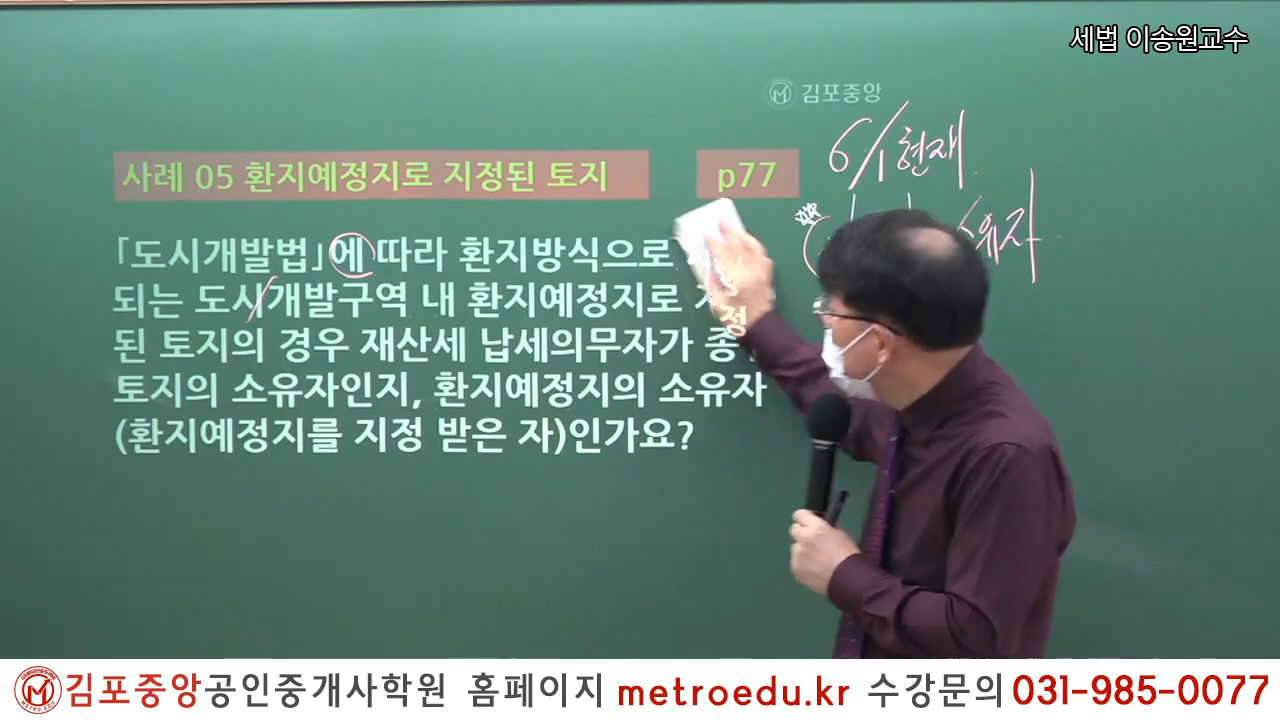 세법 이송원교수
김포중앙
6/1 현재
소유자
사례 05 환지예정지로 지정된 토지
p77
「도시개발법」에 따라 환지방식으로
되는 도시개발구역 내 환지예정지로
정
된 토지의 경우 재산세 납세의무자가 종
토지의 소유자인지, 환지예정지의 소유자
(환지예정지를 지정 받은 자)인가요?
METRO EDU
김포중앙공인중개사학원 홈페이지 metroedu.kr 수강문의 031-985-0077